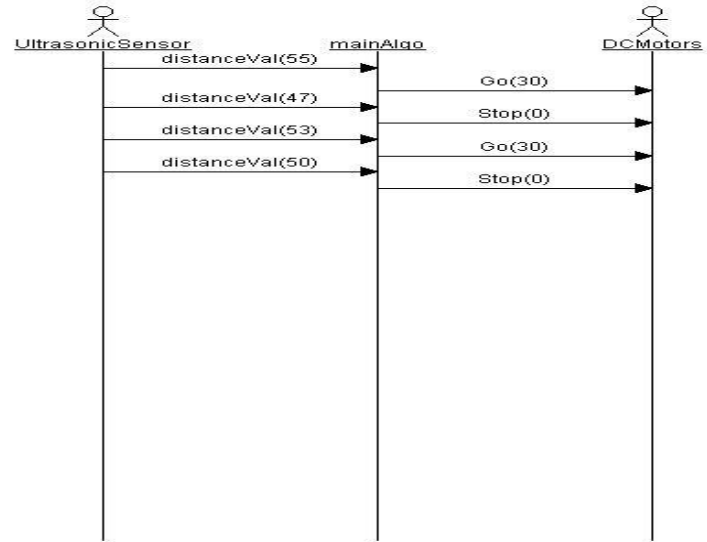 UltrasonicSensor
mainAlgo
DCMotors
distanceVal(55)
Go(30)
distanceVal(47)
Stop(0)
distanceVal(53)
Go(30)
distanceVal(50)
Stop(0)